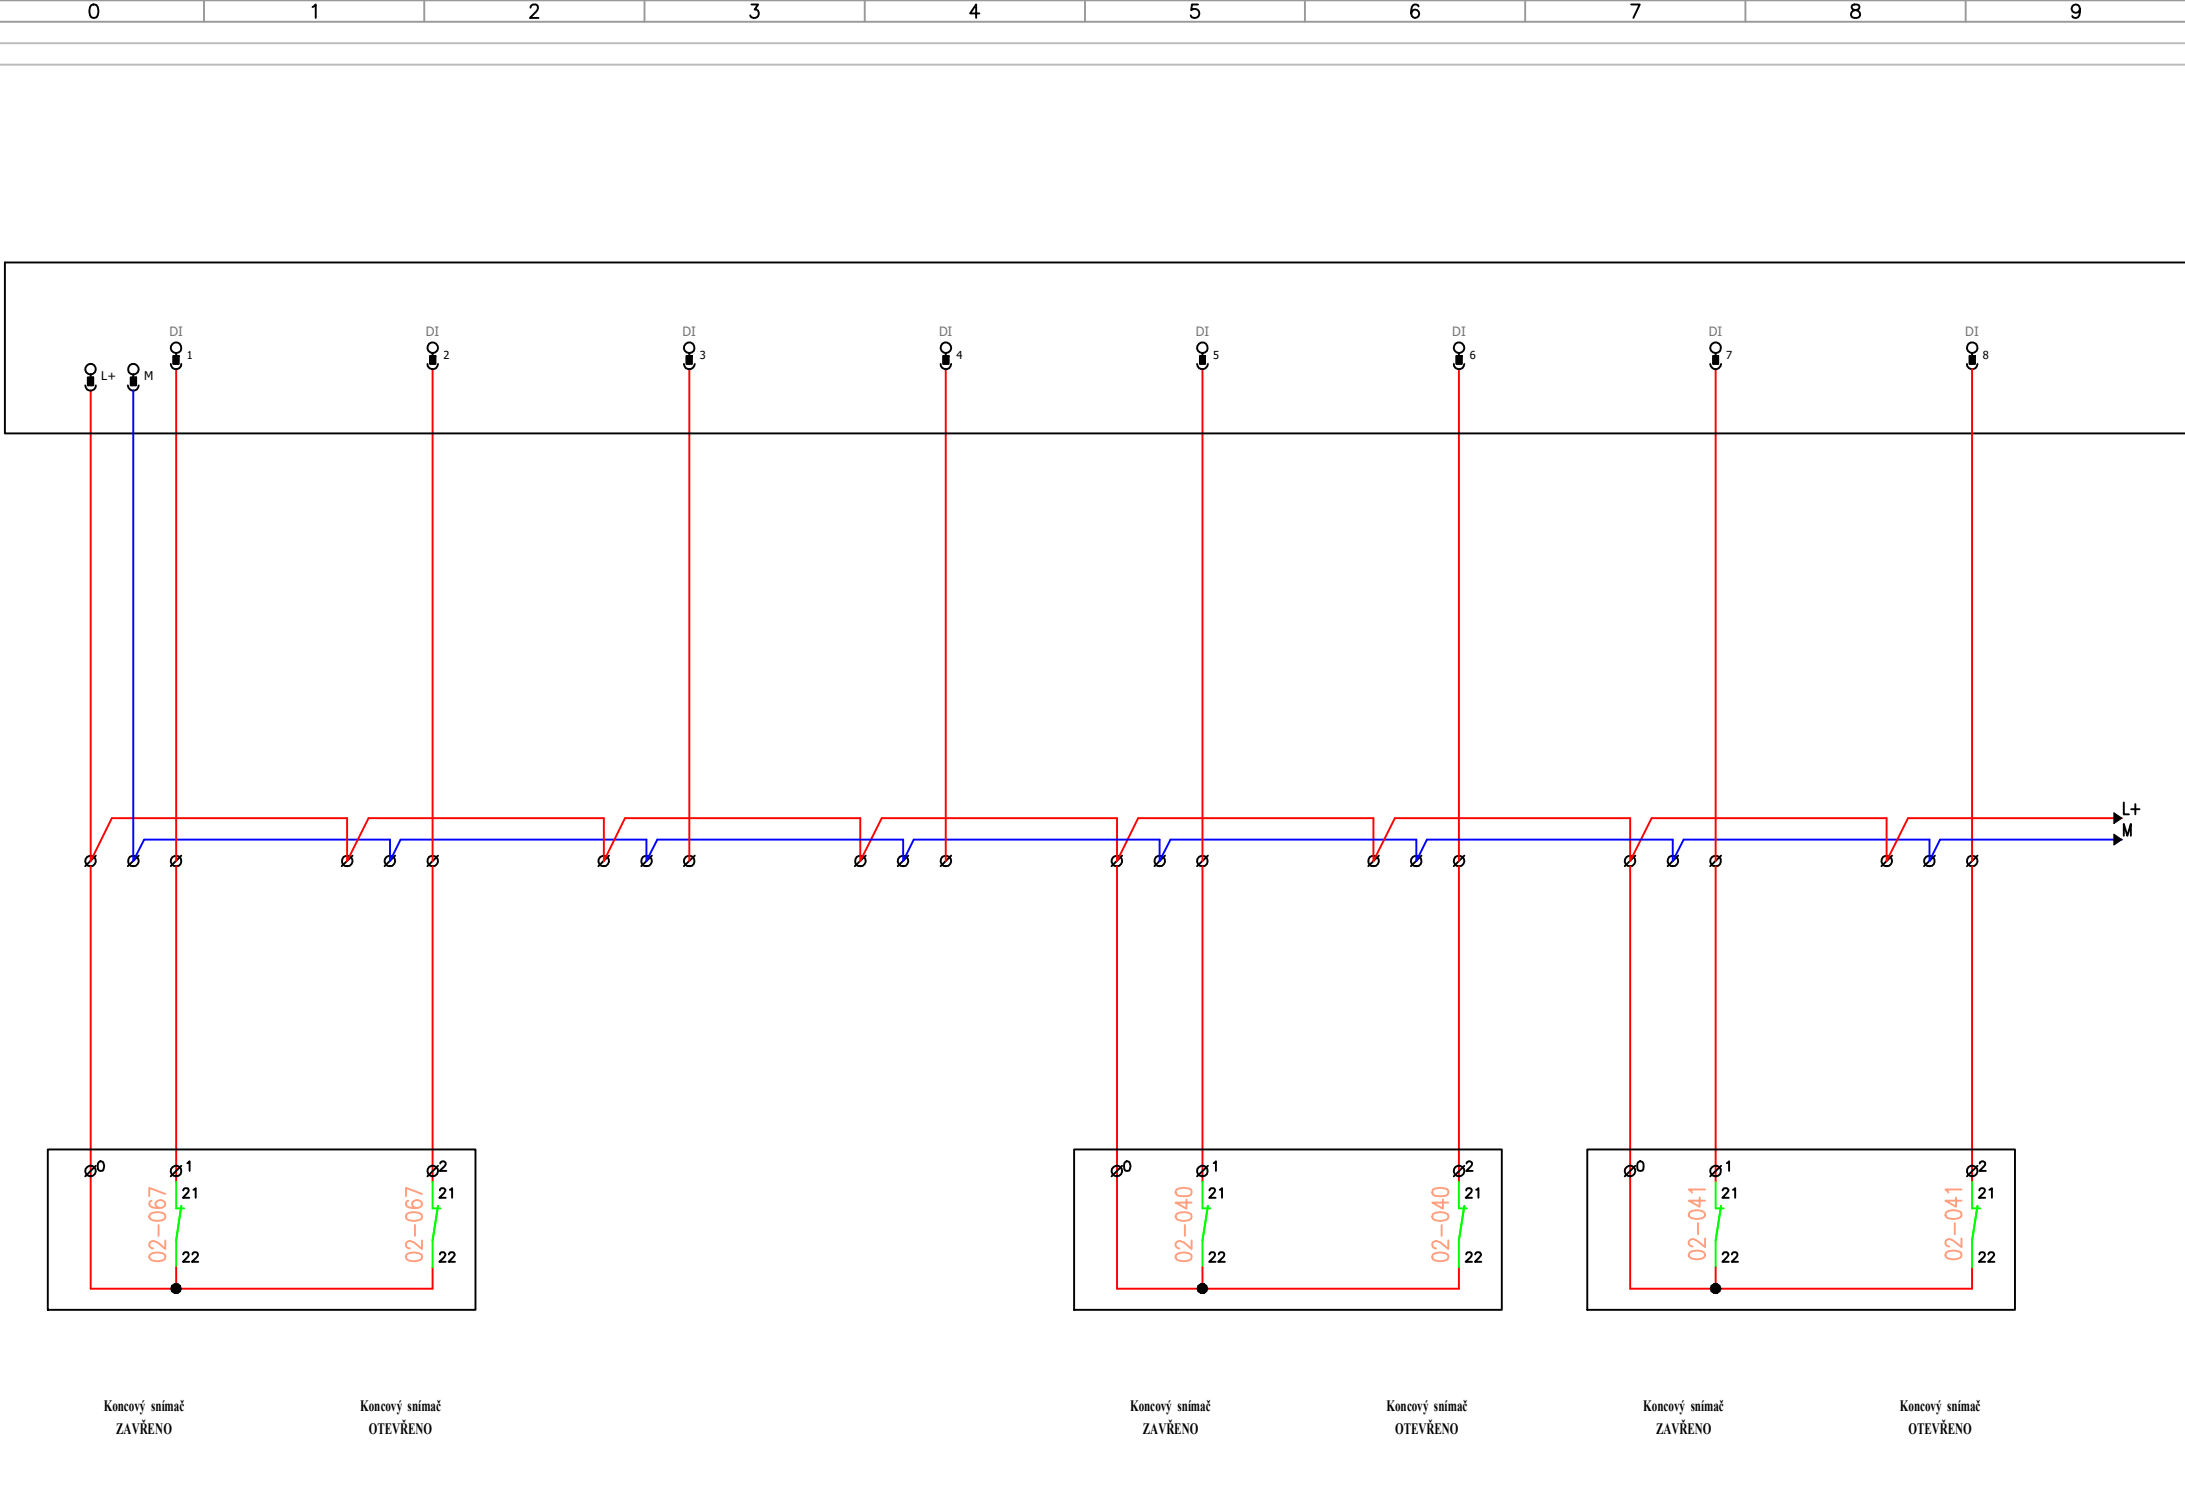 0 1 2 3 4 5 6 7 8 9
DI DI DI DI DI DI DI DI
1 2 3 4 5 6 7 8
L+ M
L+
M
0 1 2 0 1 2 0 1 2
21 21 21 21 21 21
02-067 02-067 02-040 02-040 02-041 02-041
22 22 22 22 22 22
Koncový snímač Koncový snímač Koncový snímač Koncový snímač Koncový snímač Koncový snímač
ZAVŘENO OTEVŘENO ZAVŘENO OTEVŘENO ZAVŘENO OTEVŘENO